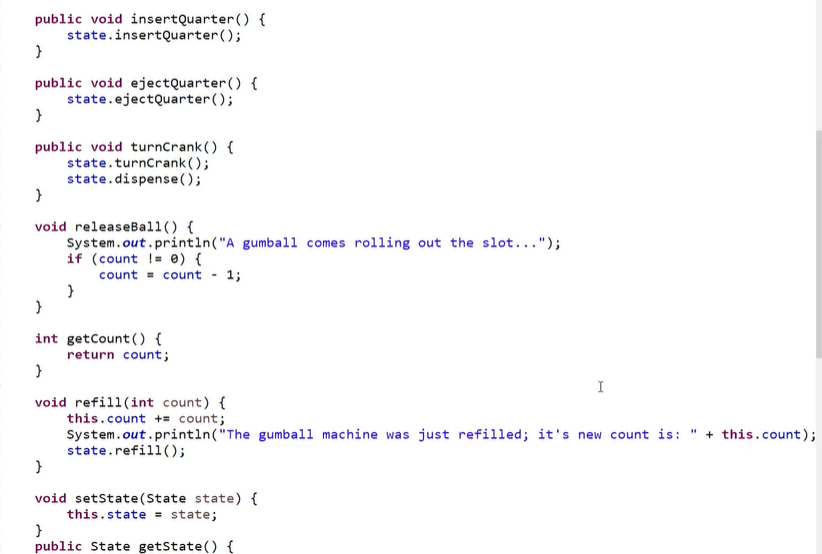 public void insertQuarter() {
state.insertQuarter();
}
public void ejectQuarter() {
state.ejectQuarter();
}
public void turnCrank() {
state.turnCrank();
state.dispense();
}
void releaseBall() {
System.out.println("A gumball comes rolling out the slot...");
if (count != 0) {
count = count - 1;
}
}
int getCount() {
return count;
}
void refill(int count) {
this.count += count;
System.out.println("The gumball machine was just refilled; it's new count is: " + this.count);
state.refill();
}
void setState(State state) {
this.state = state;
}
public State getState() {